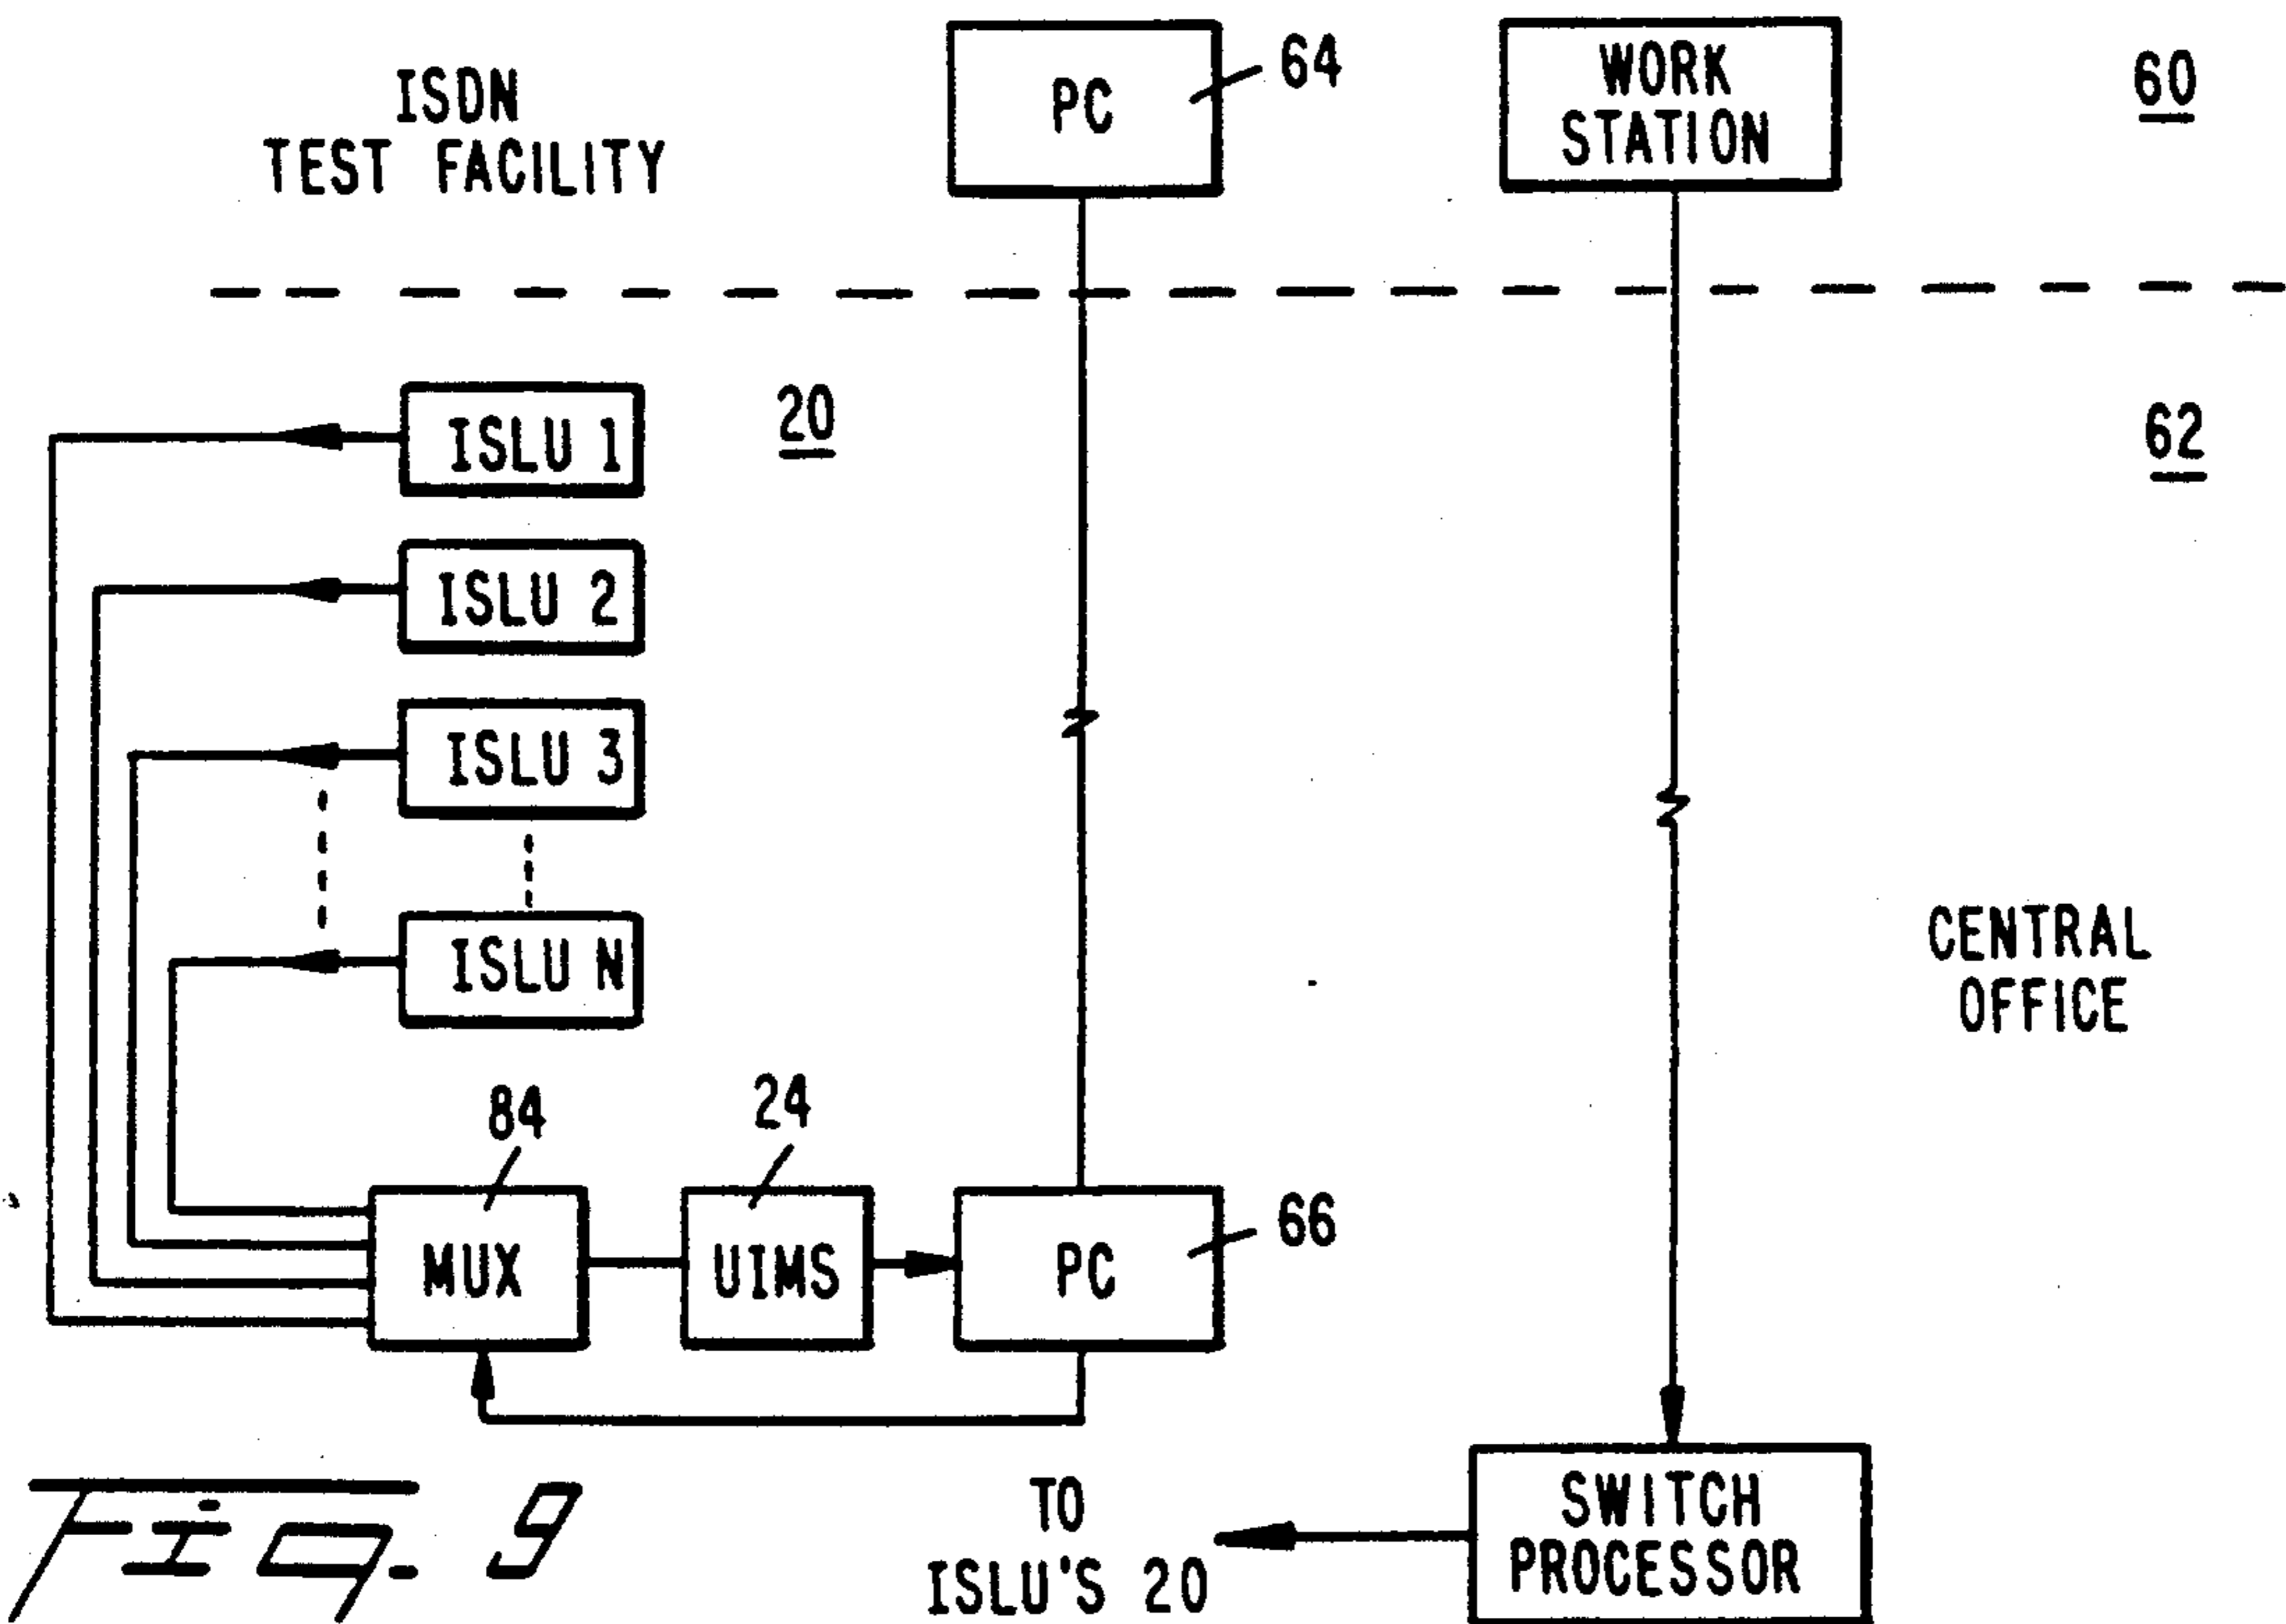 ISDN
TEST FACILITY
PC
64
WORK
STATION
60
ISLU 1
20
62
ISLU 2
ISLU 3
ISLU N
CENTRAL
OFFICE
84
24
MUX
UIMS
PC
66
TO
ISLU'S 20
SWITCH
PROCESSOR
Fig. 9